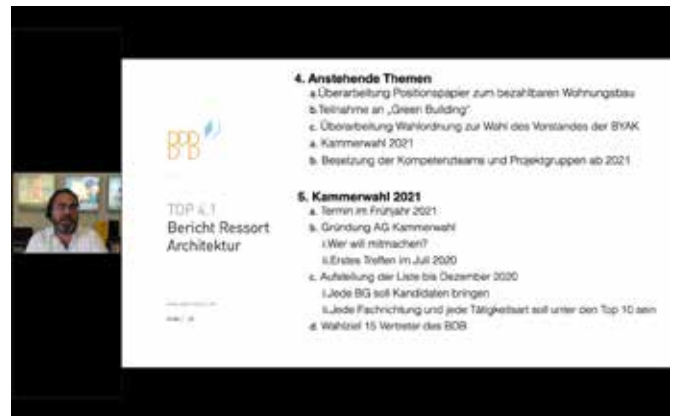 BDB
TOP 4.1
Bericht Ressort
Architektur
4. Anstehende Themen
a. Überarbeitung Positionspapier zum bezahlbaren Wohnungsbau
b. Teilnahme an „Green Building"
c. Überarbeitung Wahlordnung zur Wahl des Vorstandes der BYAK
a. Kammerwahl 2021
b. Besetzung der Kompetenzteams und Projektgruppen ab 2021
5. Kammerwahl 2021
a. Termin im Frühjahr 2021
b. Gründung AG Kammerwahl
i. Wer will mitmachen?
ii. Erstes Treffen im Juli 2020
c. Aufstellung der Liste bis Dezember 2020
i. Jede BG soll Kandidaten bringen
ii. Jede Fachrichtung und jede Tätigkeitsart soll unter den Top 10 sein
d. Wahlziel 15 Vertreter des BDB